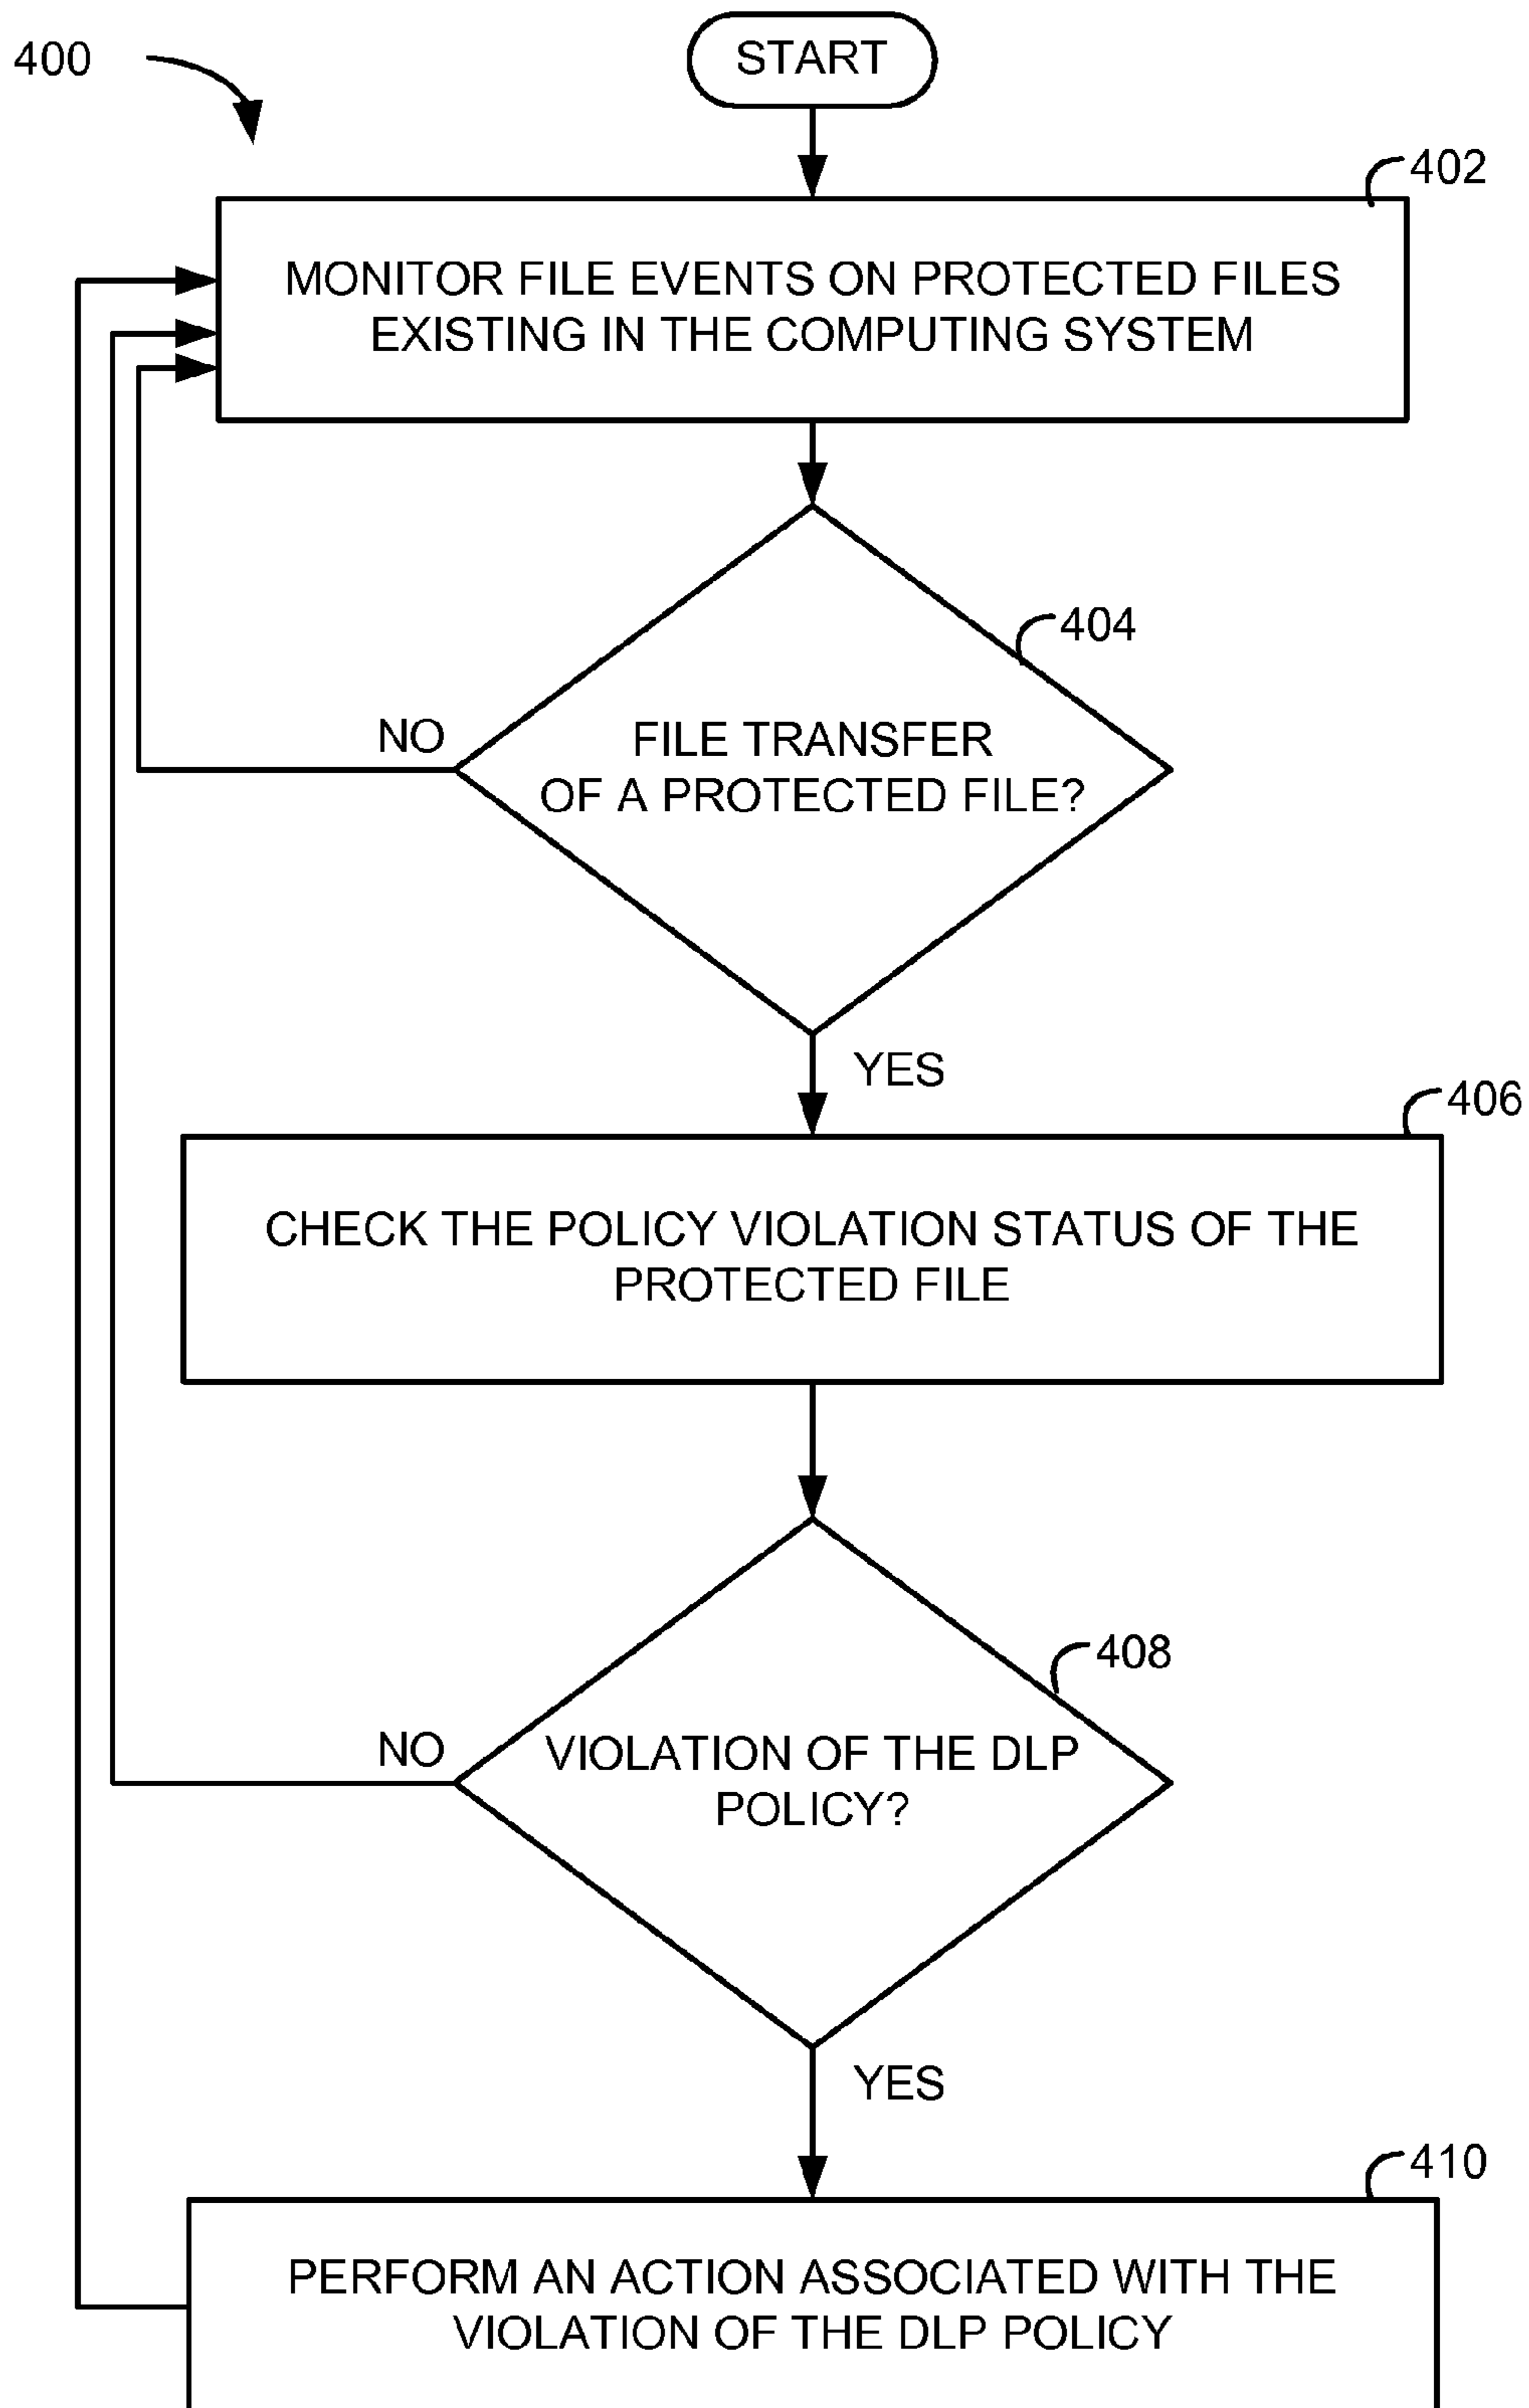 400
START
402
MONITOR FILE EVENTS ON PROTECTED FILES
EXISTING IN THE COMPUTING SYSTEM
404
NO
FILE TRANSFER
OF A PROTECTED FILE?
YES
406
CHECK THE POLICY VIOLATION STATUS OF THE
PROTECTED FILE
408
NO
VIOLATION OF THE DLP
POLICY?
YES
410
PERFORM AN ACTION ASSOCIATED WITH THE
VIOLATION OF THE DLP POLICY